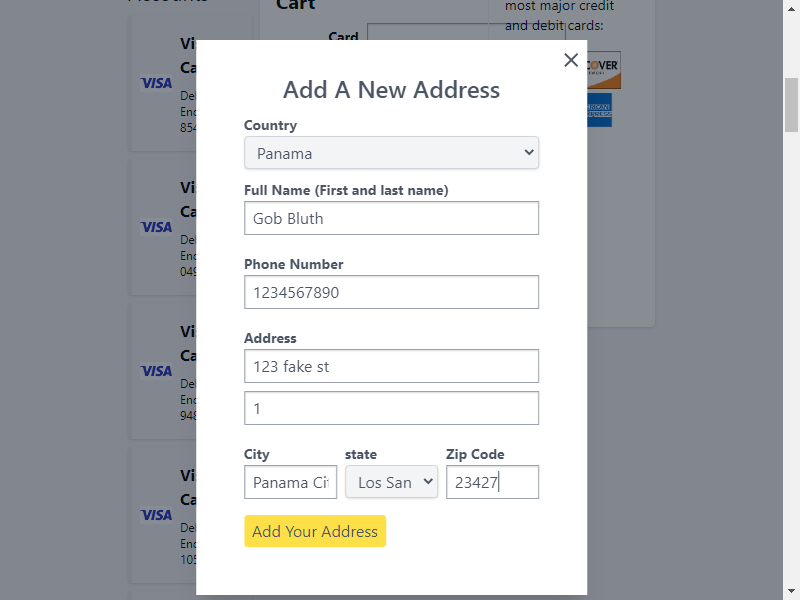 Cart
most major credit
and debit cards:
Card
Vi
Ca
VISA
Del
End
854
Add A New Address
Country
Panama
Full Name (First and last name)
Gob Bluth
Vi
Ca
VISA
Del
End
049
Phone Number
1234567890
Address
123 fake st
1
Vi
Ca
VISA
Del
End
948
City
state
Zip Code
Panama Ci
Los San
23427
Vi
Ca
VISA
Del
End
105
Add Your Address